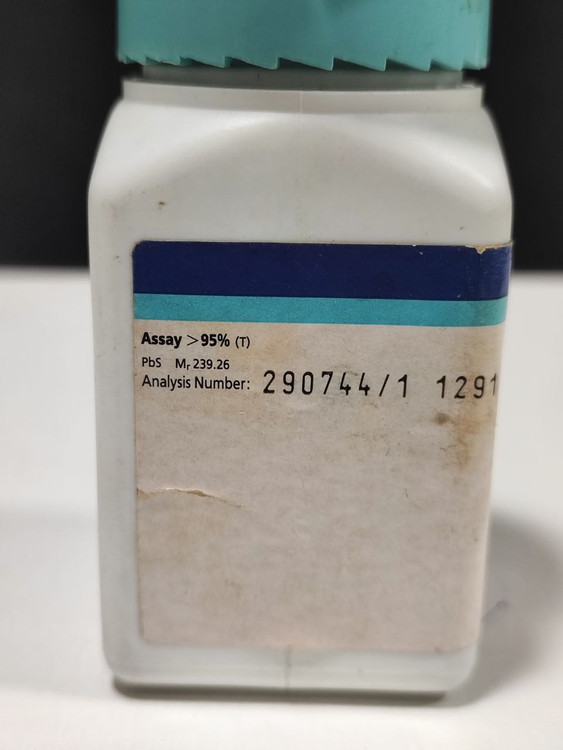 Assay >95% (T)
PbS Mr 239.26
Analysis Number: 290744/1 1291